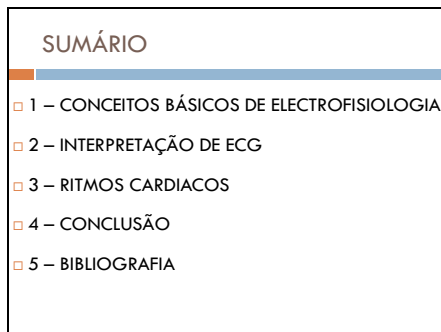 SUMÁRIO
1 – CONCEITOS BÁSICOS DE ELECTROFISIOLOGIA
2 – INTERPRETAÇÃO DE ECG
3 – RITMOS CARDIACOS
4 – CONCLUSÃO
5 – BIBLIOGRAFIA